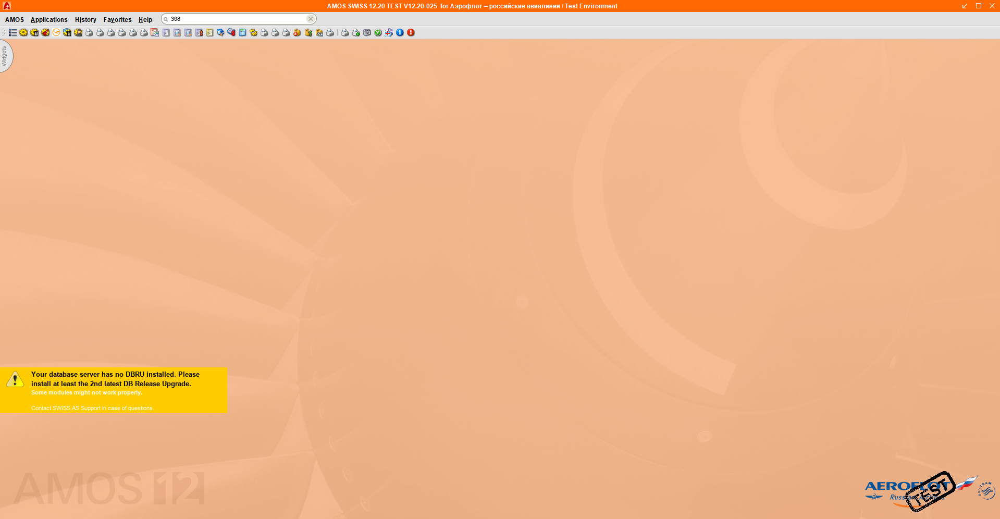 AMOS SWISS 12.20 TEST V12.20-025 for Аэрофлот – российские авиалинии / Test Environment
AMOS Applications History Favorites Help 308
Widgets
Your database server has no DBRU installed. Please
install at least the 2nd latest DB Release Upgrade.
Some modules might not work properly.
Contact SWISS AS Support in case of questions.
AMOS 12
AEROFLOT
TEST
SKYTEAM